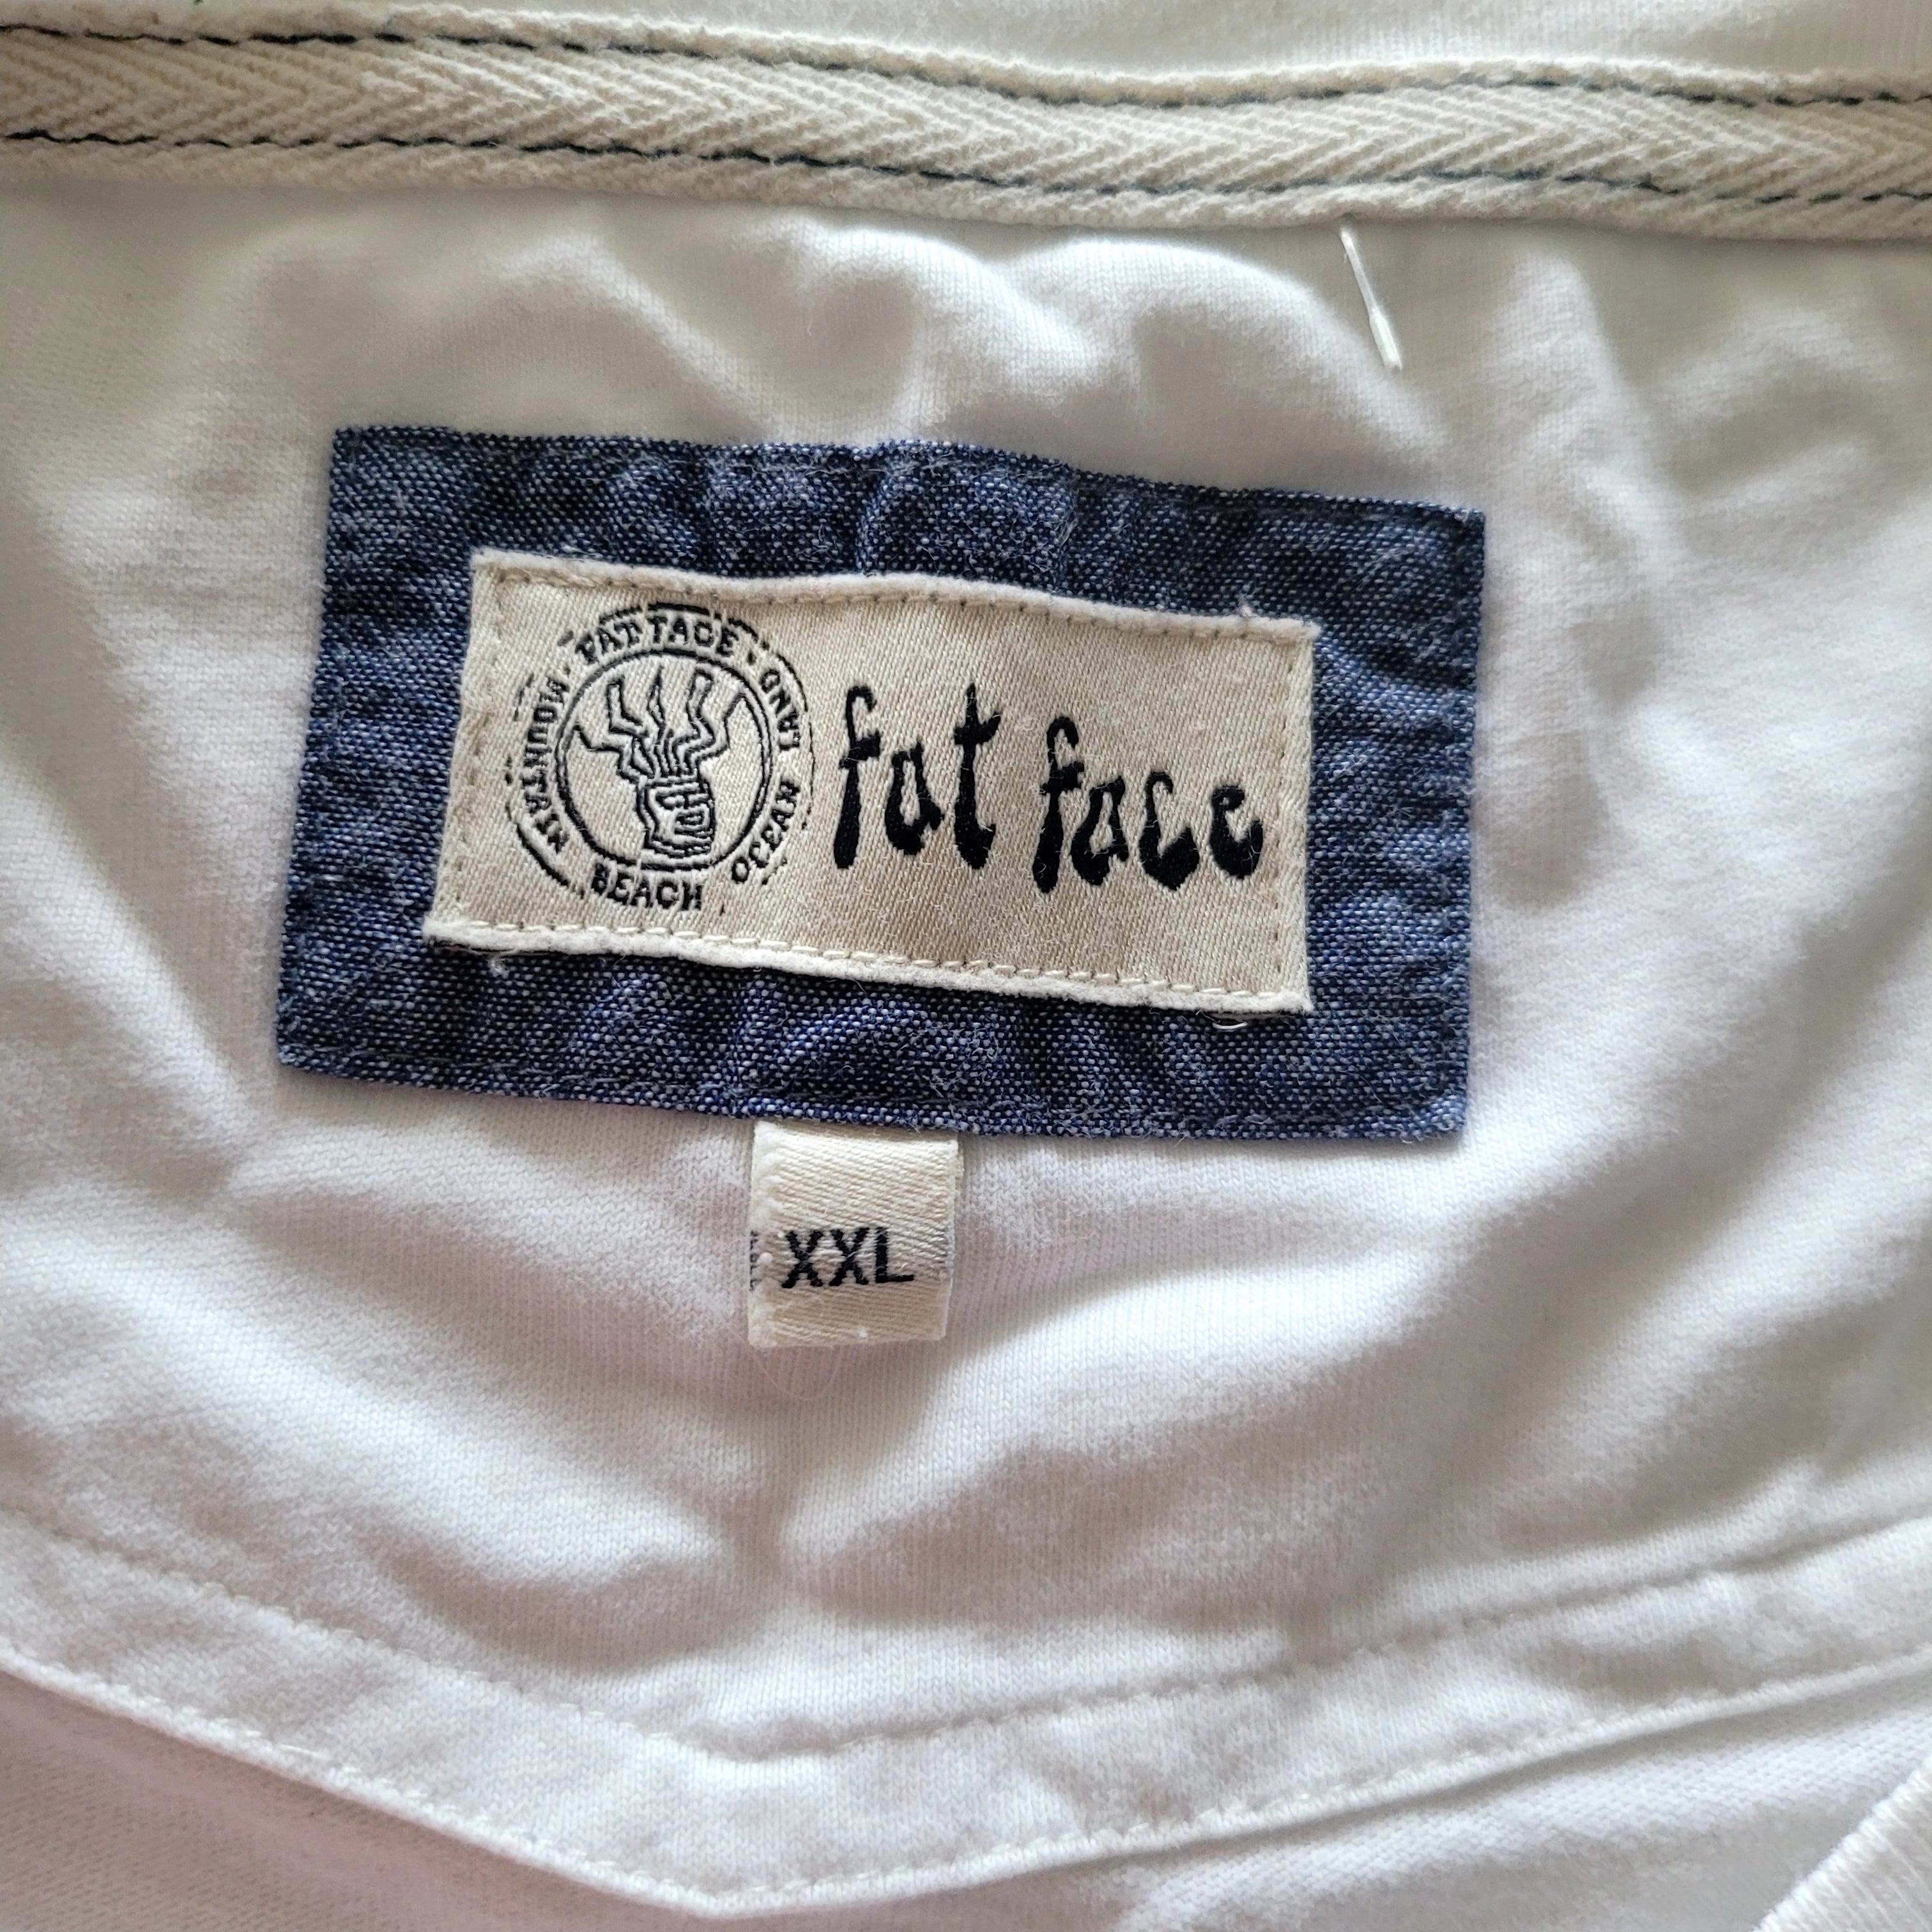 FAT FACE · LAND OCEAN BEACH MOUNTAIN ·
fat face
XXL